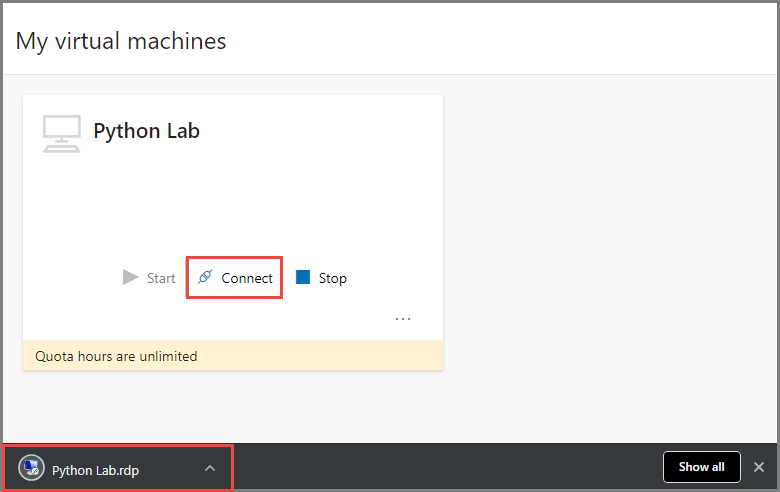 My virtual machines
Python Lab
Start
Connect
Stop
...
Quota hours are unlimited
Python Lab.rdp
Show all